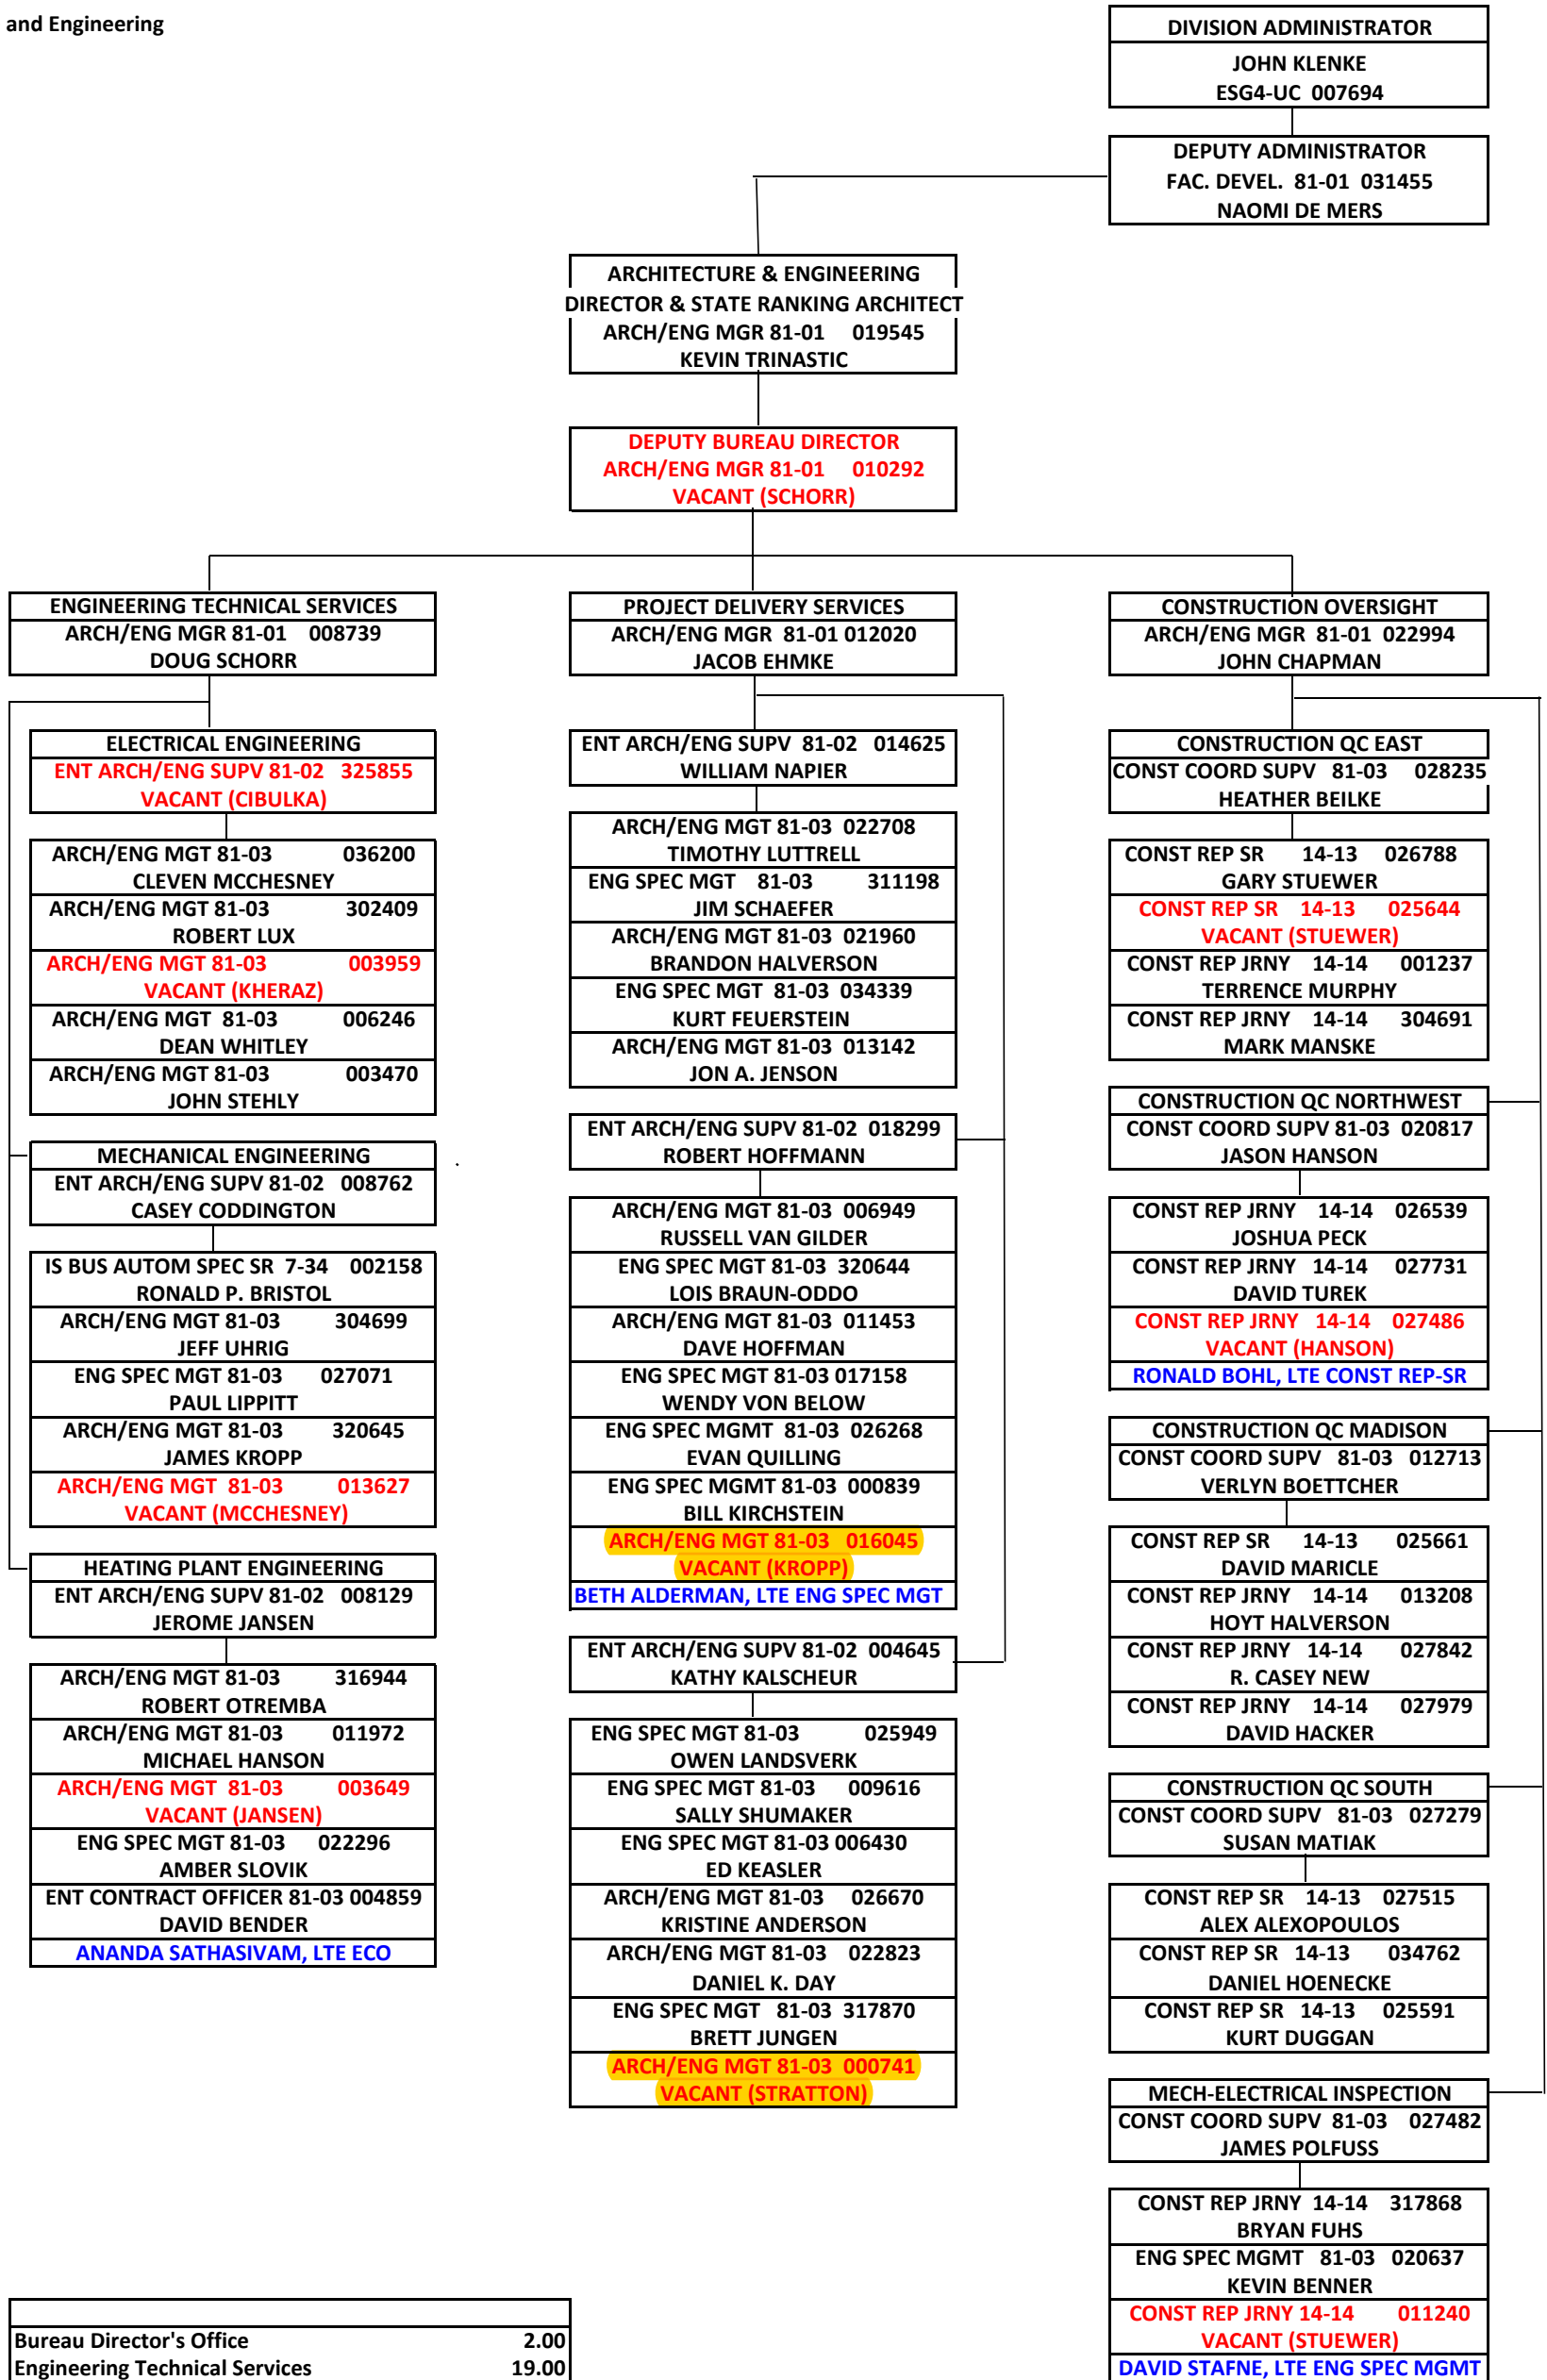 and Engineering
DIVISION ADMINISTRATOR
JOHN KLENKE
ESG4-UC 007694
DEPUTY ADMINISTRATOR
FAC. DEVEL. 81-01 031455
NAOMI DE MERS
ARCHITECTURE & ENGINEERING
DIRECTOR & STATE RANKING ARCHITECT
ARCH/ENG MGR 81-01 019545
KEVIN TRINASTIC
DEPUTY BUREAU DIRECTOR
ARCH/ENG MGR 81-01 010292
VACANT (SCHORR)
ENGINEERING TECHNICAL SERVICES
ARCH/ENG MGR 81-01 008739
DOUG SCHORR
ELECTRICAL ENGINEERING
ENT ARCH/ENG SUPV 81-02 325855
VACANT (CIBULKA)
ARCH/ENG MGT 81-03 036200
CLEVEN MCCHESNEY
ARCH/ENG MGT 81-03 302409
ROBERT LUX
ARCH/ENG MGT 81-03 003959
VACANT (KHERAZ)
ARCH/ENG MGT 81-03 006246
DEAN WHITLEY
ARCH/ENG MGT 81-03 003470
JOHN STEHLY
MECHANICAL ENGINEERING
ENT ARCH/ENG SUPV 81-02 008762
CASEY CODDINGTON
IS BUS AUTOM SPEC SR 7-34 002158
RONALD P. BRISTOL
ARCH/ENG MGT 81-03 304699
JEFF UHRIG
ENG SPEC MGT 81-03 027071
PAUL LIPPITT
ARCH/ENG MGT 81-03 320645
JAMES KROPP
ARCH/ENG MGT 81-03 013627
VACANT (MCCHESNEY)
HEATING PLANT ENGINEERING
ENT ARCH/ENG SUPV 81-02 008129
JEROME JANSEN
ARCH/ENG MGT 81-03 316944
ROBERT OTREMBA
ARCH/ENG MGT 81-03 011972
MICHAEL HANSON
ARCH/ENG MGT 81-03 003649
VACANT (JANSEN)
ENG SPEC MGT 81-03 022296
AMBER SLOVIK
ENT CONTRACT OFFICER 81-03 004859
DAVID BENDER
ANANDA SATHASIVAM, LTE ECO
PROJECT DELIVERY SERVICES
ARCH/ENG MGR 81-01 012020
JACOB EHMKE
ENT ARCH/ENG SUPV 81-02 014625
WILLIAM NAPIER
ARCH/ENG MGT 81-03 022708
TIMOTHY LUTTRELL
ENG SPEC MGT 81-03 311198
JIM SCHAEFER
ARCH/ENG MGT 81-03 021960
BRANDON HALVERSON
ENG SPEC MGT 81-03 034339
KURT FEUERSTEIN
ARCH/ENG MGT 81-03 013142
JON A. JENSON
ENT ARCH/ENG SUPV 81-02 018299
ROBERT HOFFMANN
ARCH/ENG MGT 81-03 006949
RUSSELL VAN GILDER
ENG SPEC MGT 81-03 320644
LOIS BRAUN-ODDO
ARCH/ENG MGT 81-03 011453
DAVE HOFFMAN
ENG SPEC MGT 81-03 017158
WENDY VON BELOW
ENG SPEC MGMT 81-03 026268
EVAN QUILLING
ENG SPEC MGMT 81-03 000839
BILL KIRCHSTEIN
ARCH/ENG MGT 81-03 016045
VACANT (KROPP)
BETH ALDERMAN, LTE ENG SPEC MGT
ENT ARCH/ENG SUPV 81-02 004645
KATHY KALSCHEUR
ENG SPEC MGT 81-03 025949
OWEN LANDSVERK
ENG SPEC MGT 81-03 009616
SALLY SHUMAKER
ENG SPEC MGT 81-03 006430
ED KEASLER
ARCH/ENG MGT 81-03 026670
KRISTINE ANDERSON
ARCH/ENG MGT 81-03 022823
DANIEL K. DAY
ENG SPEC MGT 81-03 317870
BRETT JUNGEN
ARCH/ENG MGT 81-03 000741
VACANT (STRATTON)
CONSTRUCTION OVERSIGHT
ARCH/ENG MGR 81-01 022994
JOHN CHAPMAN
CONSTRUCTION QC EAST
CONST COORD SUPV 81-03 028235
HEATHER BEILKE
CONST REP SR 14-13 026788
GARY STUEWER
CONST REP SR 14-13 025644
VACANT (STUEWER)
CONST REP JRNY 14-14 001237
TERRENCE MURPHY
CONST REP JRNY 14-14 304691
MARK MANSKE
CONSTRUCTION QC NORTHWEST
CONST COORD SUPV 81-03 020817
JASON HANSON
CONST REP JRNY 14-14 026539
JOSHUA PECK
CONST REP JRNY 14-14 027731
DAVID TUREK
CONST REP JRNY 14-14 027486
VACANT (HANSON)
RONALD BOHL, LTE CONST REP-SR
CONSTRUCTION QC MADISON
CONST COORD SUPV 81-03 012713
VERLYN BOETTCHER
CONST REP SR 14-13 025661
DAVID MARICLE
CONST REP JRNY 14-14 013208
HOYT HALVERSON
CONST REP JRNY 14-14 027842
R. CASEY NEW
CONST REP JRNY 14-14 027979
DAVID HACKER
CONSTRUCTION QC SOUTH
CONST COORD SUPV 81-03 027279
SUSAN MATIAK
CONST REP SR 14-13 027515
ALEX ALEXOPOULOS
CONST REP SR 14-13 034762
DANIEL HOENECKE
CONST REP SR 14-13 025591
KURT DUGGAN
MECH-ELECTRICAL INSPECTION
CONST COORD SUPV 81-03 027482
JAMES POLFUSS
CONST REP JRNY 14-14 317868
BRYAN FUHS
ENG SPEC MGMT 81-03 020637
KEVIN BENNER
CONST REP JRNY 14-14 011240
VACANT (STUEWER)
DAVID STAFNE, LTE ENG SPEC MGMT
Bureau Director's Office 2.00
Engineering Technical Services 19.00